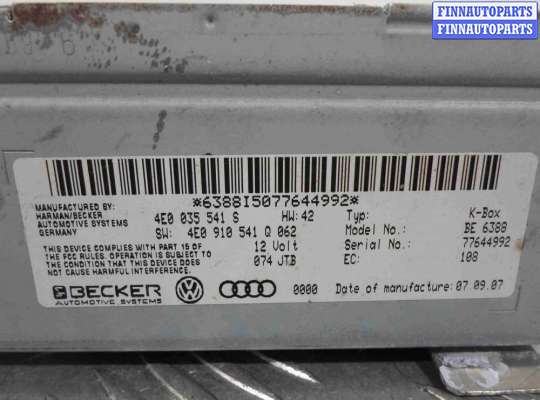 FINNAUTOPARTS
FINNAUTOPARTS
FINNAUTOPARTS
*6388I5077644992*
MANUFACTURED BY:
HARMAN/BECKER
AUTOMOTIVE SYSTEMS
GERMANY
4E0 035 541 S HW: 42 Typ: K-Box
SW: 4E0 910 541 Q 062 Model No.: BE 6388
12 Volt Serial No.: 77644992
074 JTB EC: 108
THIS DEVICE COMPLIES WITH PART 15 OF
THE FCC RULES. OPERATION IS SUBJECT TO
THE CONDITION THAT THIS DEVICE DOES
NOT CAUSE HARMFUL INTERFERENCE.
BECKER
AUTOMOTIVE SYSTEMS
0000 Date of manufacture: 07.09.07